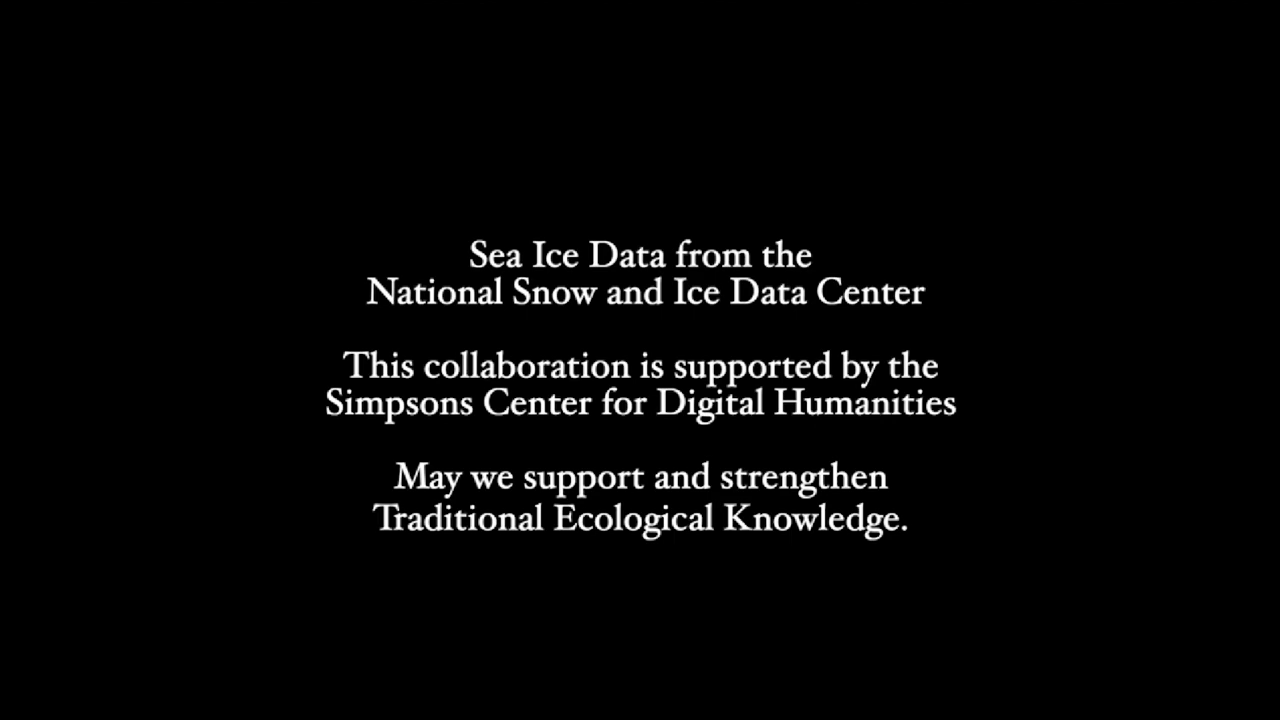 Sea Ice Data from the
National Snow and Ice Data Center
This collaboration is supported by the
Simpsons Center for Digital Humanities
May we support and strengthen
Traditional Ecological Knowledge.